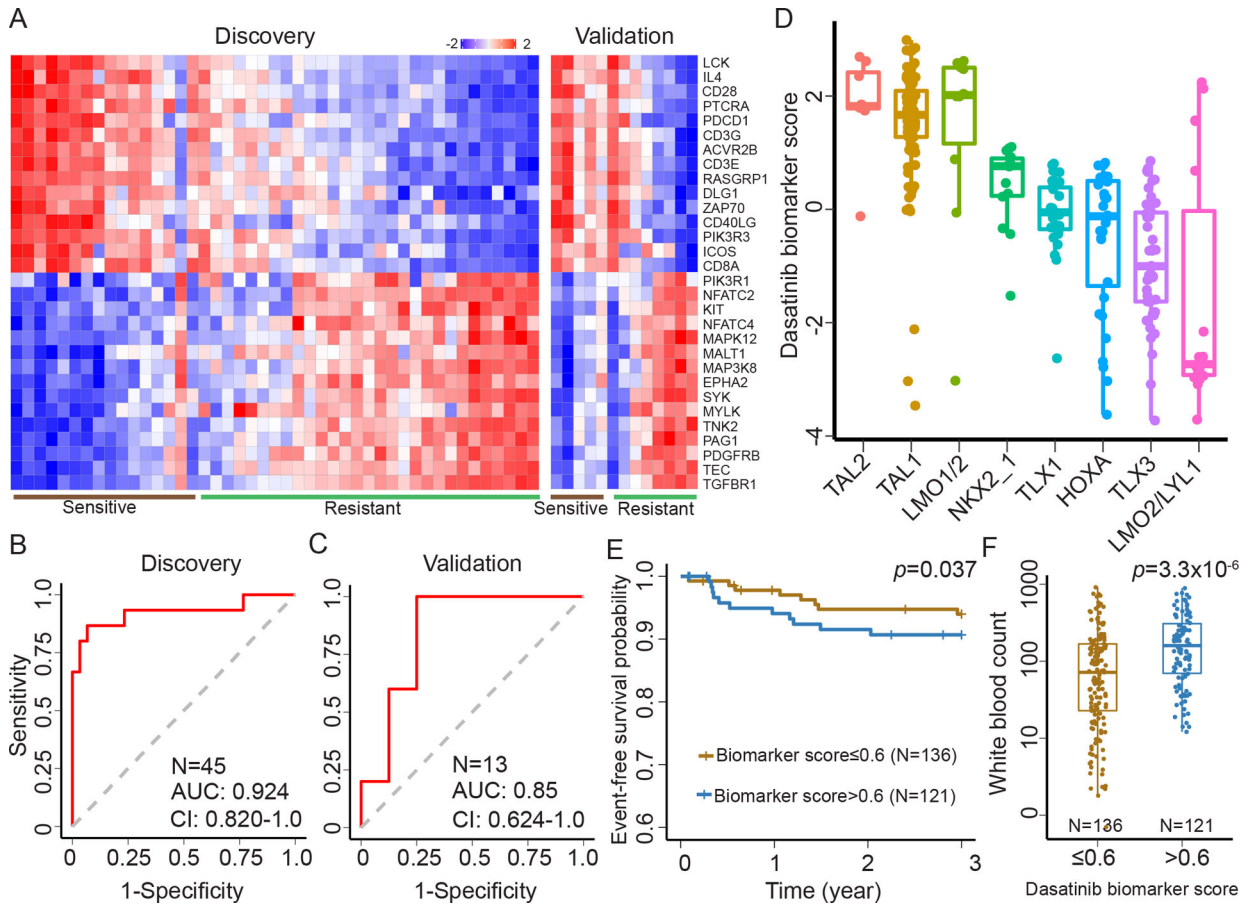 A
Discovery
-2
2
Validation
LCK
IL4
CD28
PTCRA
PDCD1
CD3G
ACVR2B
CD3E
RASGRP1
DLG1
ZAP70
CD40LG
PIK3R3
ICOS
CD8A
PIK3R1
NFATC2
KIT
NFATC4
MAPK12
MALT1
MAP3K8
EPHA2
SYK
MYLK
TNK2
PAG1
PDGFRB
TEC
TGFBR1
Sensitive
Resistant
Sensitive
Resistant
D
Dasatinib biomarker score
2
0
-2
-4
TAL2
TAL1
LMO1/2
NKX2_1
TLX1
HOXA
TLX3
LMO2/LYL1
B
Discovery
Sensitivity
1.0
0.75
0.5
0.25
0
N=45
AUC: 0.924
CI: 0.820-1.0
0
0.25
0.75
1.0
1-Specificity
C
Validation
1.0
0.75
0.5
0.25
0
N=13
AUC: 0.85
CI: 0.624-1.0
0
0.25
0.75
1.0
1-Specificity
E
p=0.037
Event-free survival probability
1.0
0.9
0.8
0.7
0.6
Biomarker score≤0.6 (N=136)
Biomarker score>0.6 (N=121)
0
1
2
3
Time (year)
F
p=3.3x10-6
White blood count
1000
100
10
0
N=136
N=121
≤0.6
>0.6
Dasatinib biomarker score